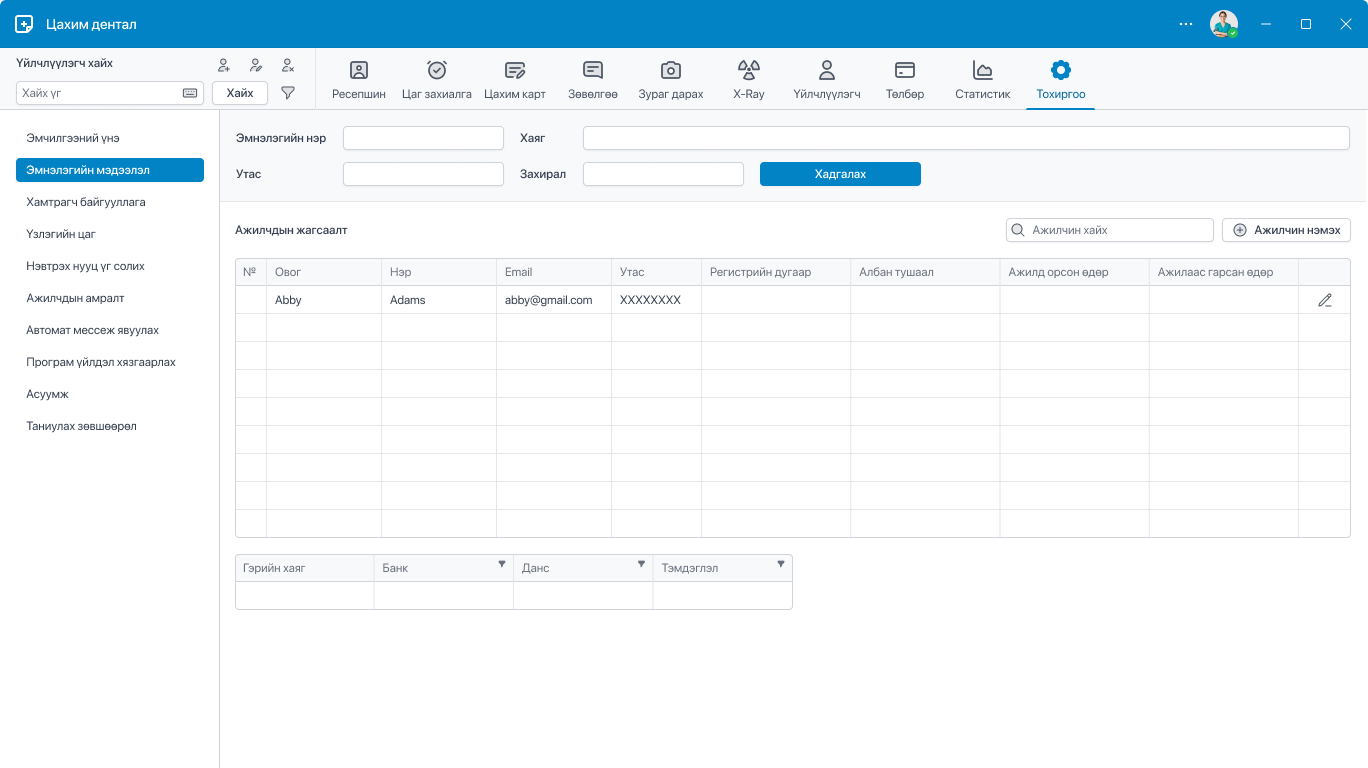 Цахим дентал
Үйлчлүүлэгч хайх
Хайх үг
Хайх
Ресепшин Цаг захиалга Цахим карт Зөвөлгөө Зураг дарах X-Ray Үйлчлүүлэгч Төлбөр Статистик Тохиргоо
Эмчилгээний үнэ
Эмнэлэгийн мэдээлэл
Хамтрагч байгууллага
Үзлэгийн цаг
Нэвтрэх нууц үг солих
Ажилчдын амралт
Автомат мессеж явуулах
Програм үйлдэл хязгаарлах
Асуумж
Таниулах зөвшөөрөл
Эмнэлэгийн нэр
Хаяг
Утас
Захирал
Хадгалах
Ажилчдын жагсаалт
Ажилчин хайх
Ажилчин нэмэх
№ Овог Нэр Email Утас Регистрийн дугаар Албан тушаал Ажилд орсон өдөр Ажилаас гарсан өдөр
Abby Adams abby@gmail.com XXXXXXXX
Гэрийн хаяг Банк Данс Тэмдэглэл